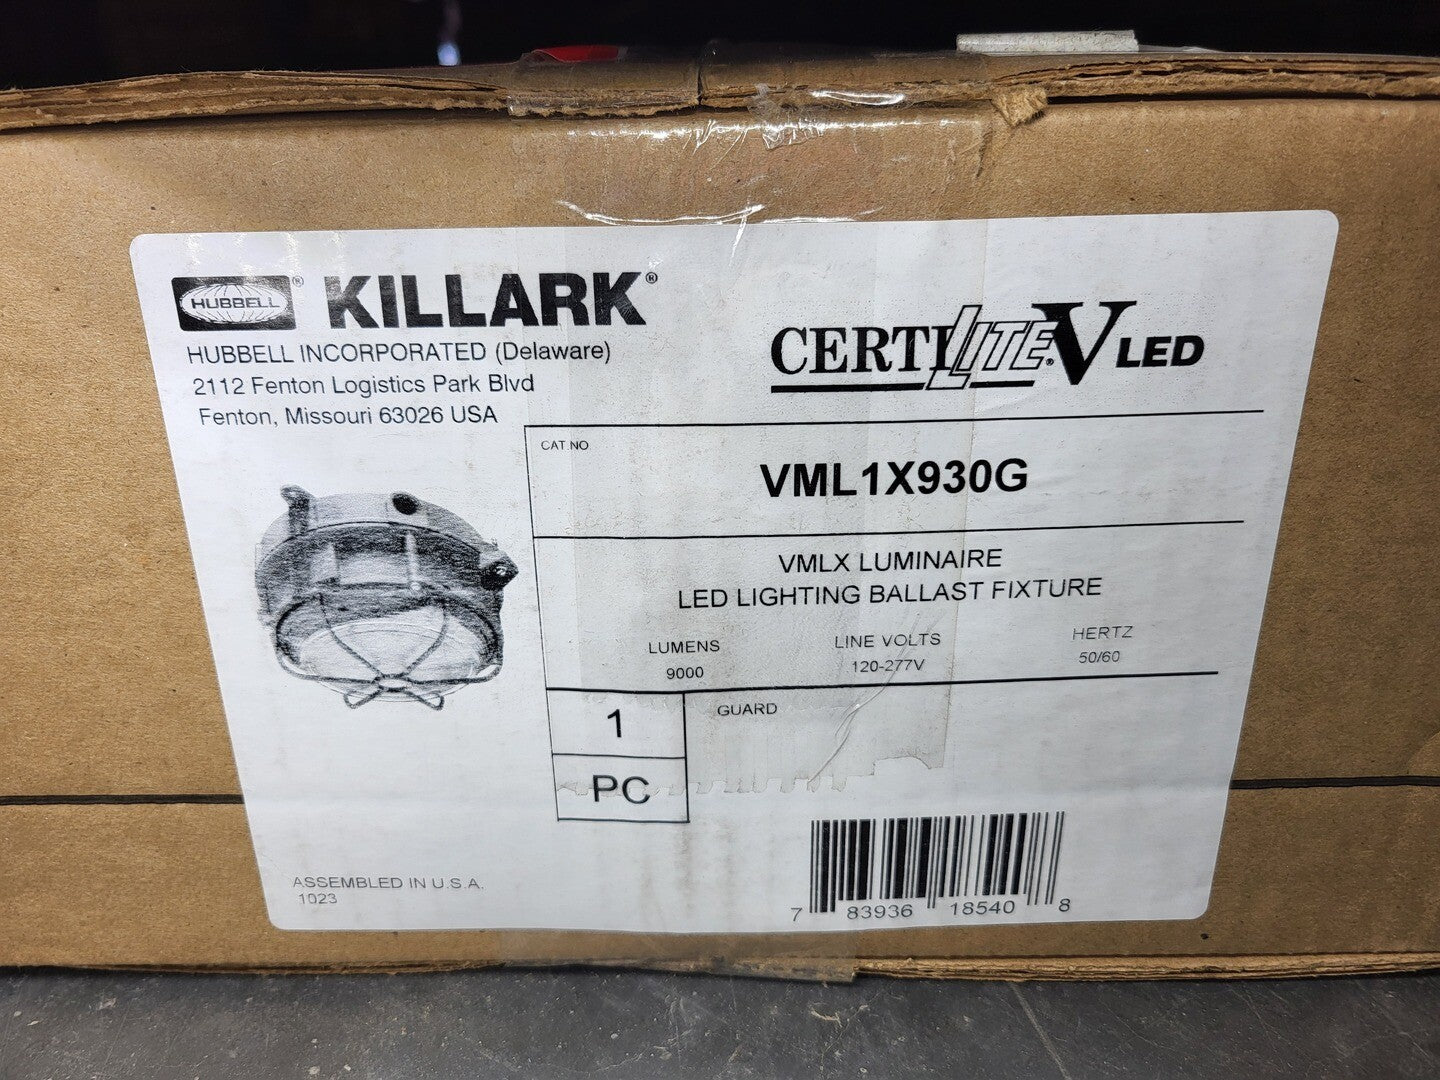 HUBBELL® KILLARK®
HUBBELL INCORPORATED (Delaware)
2112 Fenton Logistics Park Blvd
Fenton, Missouri 63026 USA
CERTILITE® V LED
CAT.NO
VML1X930G
VMLX LUMINAIRE
LED LIGHTING BALLAST FIXTURE
LUMENS LINE VOLTS HERTZ
9000 120-277V 50/60
1 GUARD
PC
ASSEMBLED IN U.S.A.
1023
7 83936 18540 8